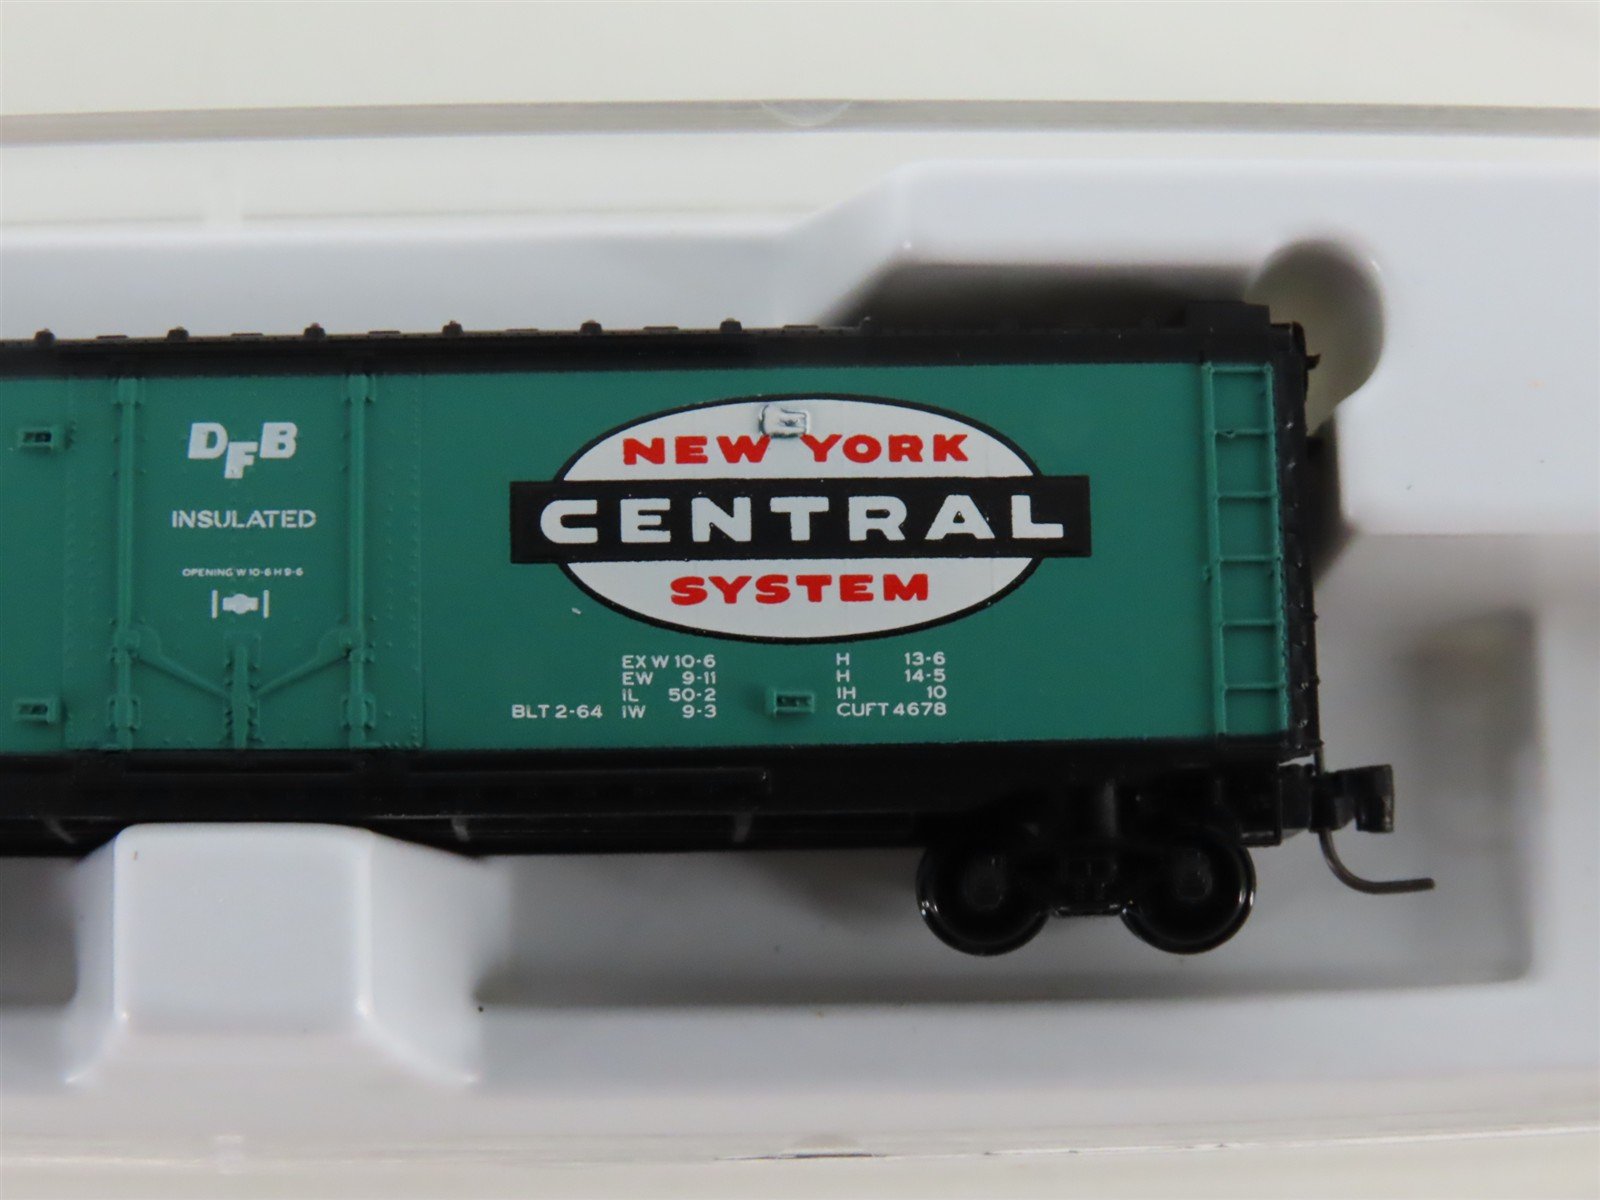 DFB
INSULATED
OPENING W 10-6 H 9-6
NEW YORK
CENTRAL
SYSTEM
EX W 10-6 H 13-6
EW 9-11 H 14-5
IL 50-2 IH 10
BLT 2-64 IW 9-3 CUFT 4678